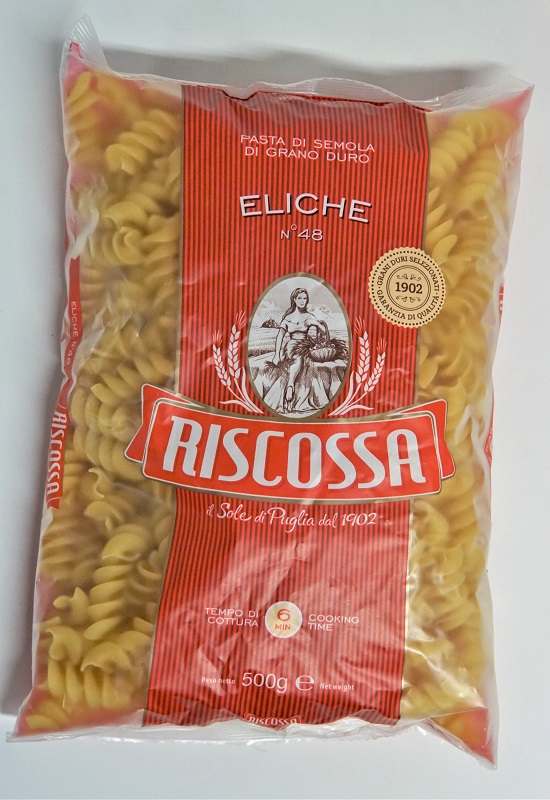 PASTA DI SEMOLA
DI GRANO DURO
ELICHE
N°48
GRANI DURI SELEZIONATI
1902
GARANZIA DI QUALITÀ
ELICHE N°48
RISCOSSA
RISCOSSA
il Sole di Puglia dal 1902
TEMPO DI
COTTURA
6
MIN
COOKING
TIME
Peso netto 500g e Net weight
RISCOSSA